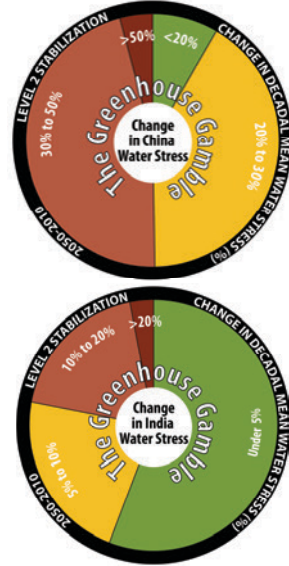 LEVEL 2 STABILIZATION
CHANGE IN DECADAL MEAN WATER STRESS (%)
2050-2010
>50%
<20%
30% to 50%
20% to 30%
The Greenhouse Gamble
Change
in China
Water Stress
LEVEL 2 STABILIZATION
CHANGE IN DECADAL MEAN WATER STRESS (%)
2050-2010
>20%
10% to 20%
5% to 10%
Under 5%
The Greenhouse Gamble
Change
in India
Water Stress